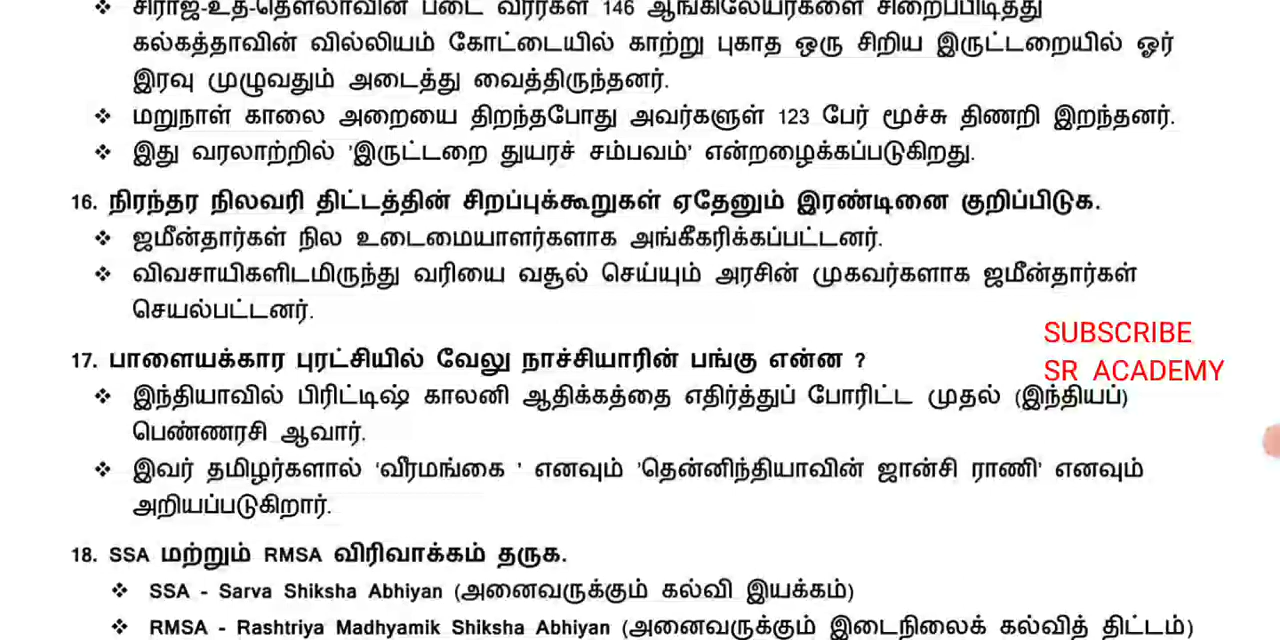 ❖ சிராஜ்-உத்-தௌலாவின் படை வீரர்கள் 146 ஆங்கிலேயர்களை சிறைப்பிடித்து
கல்கத்தாவின் வில்லியம் கோட்டையில் காற்று புகாத ஒரு சிறிய இருட்டறையில் ஓர்
இரவு முழுவதும் அடைத்து வைத்திருந்தனர்.
❖ மறுநாள் காலை அறையை திறந்தபோது அவர்களுள் 123 பேர் மூச்சு திணறி இறந்தனர்.
❖ இது வரலாற்றில் 'இருட்டறை துயரச் சம்பவம்' என்றழைக்கப்படுகிறது.
16. நிரந்தர நிலவரி திட்டத்தின் சிறப்புக்கூறுகள் ஏதேனும் இரண்டினை குறிப்பிடுக.
❖ ஜமீன்தார்கள் நில உடைமையாளர்களாக அங்கீகரிக்கப்பட்டனர்.
❖ விவசாயிகளிடமிருந்து வரியை வசூல் செய்யும் அரசின் முகவர்களாக ஜமீன்தார்கள்
செயல்பட்டனர்.
SUBSCRIBE
SR ACADEMY
17. பாளையக்கார புரட்சியில் வேலு நாச்சியாரின் பங்கு என்ன ?
❖ இந்தியாவில் பிரிட்டிஷ் காலனி ஆதிக்கத்தை எதிர்த்துப் போரிட்ட முதல் (இந்தியப்)
பெண்ணரசி ஆவார்.
❖ இவர் தமிழர்களால் 'வீரமங்கை ' எனவும் 'தென்னிந்தியாவின் ஜான்சி ராணி' எனவும்
அறியப்படுகிறார்.
18. SSA மற்றும் RMSA விரிவாக்கம் தருக.
❖ SSA - Sarva Shiksha Abhiyan (அனைவருக்கும் கல்வி இயக்கம்)
❖ RMSA - Rashtriya Madhyamik Shiksha Abhiyan (அனைவருக்கும் இடைநிலைக் கல்வித் திட்டம்)